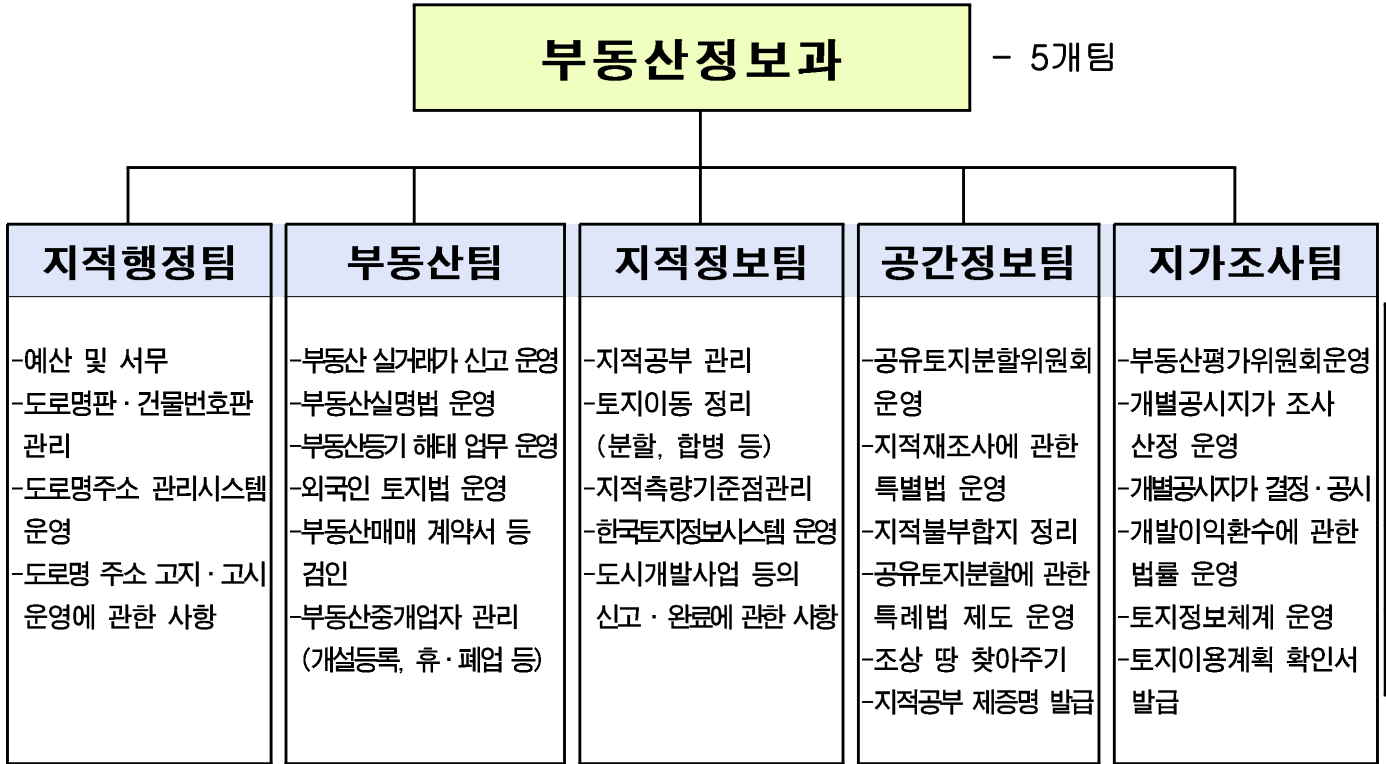 부동산정보과
- 5개팀
지적행정팀
-예산 및 서무
-도로명판·건물번호판
관리
-도로명주소 관리시스템
운영
-도로명 주소 고지·고시
운영에 관한 사항
부동산팀
-부동산 실거래가 신고 운영
-부동산실명법 운영
-부동산등기 해태 업무 운영
-외국인 토지법 운영
-부동산매매 계약서 등
검인
-부동산중개업자 관리
(개설등록, 휴·폐업 등)
지적정보팀
-지적공부 관리
-토지이동 정리
(분할, 합병 등)
-지적측량기준점관리
-한국토지정보시스템 운영
-도시개발사업 등의
신고·완료에 관한 사항
공간정보팀
-공유토지분할위원회
운영
-지적재조사에 관한
특별법 운영
-지적불부합지 정리
-공유토지분할에 관한
특례법 제도 운영
-조상 땅 찾아주기
-지적공부 제증명 발급
지가조사팀
-부동산평가위원회운영
-개별공시지가 조사
산정 운영
-개별공시지가 결정·공시
-개발이익환수에 관한
법률 운영
-토지정보체계 운영
-토지이용계획 확인서
발급